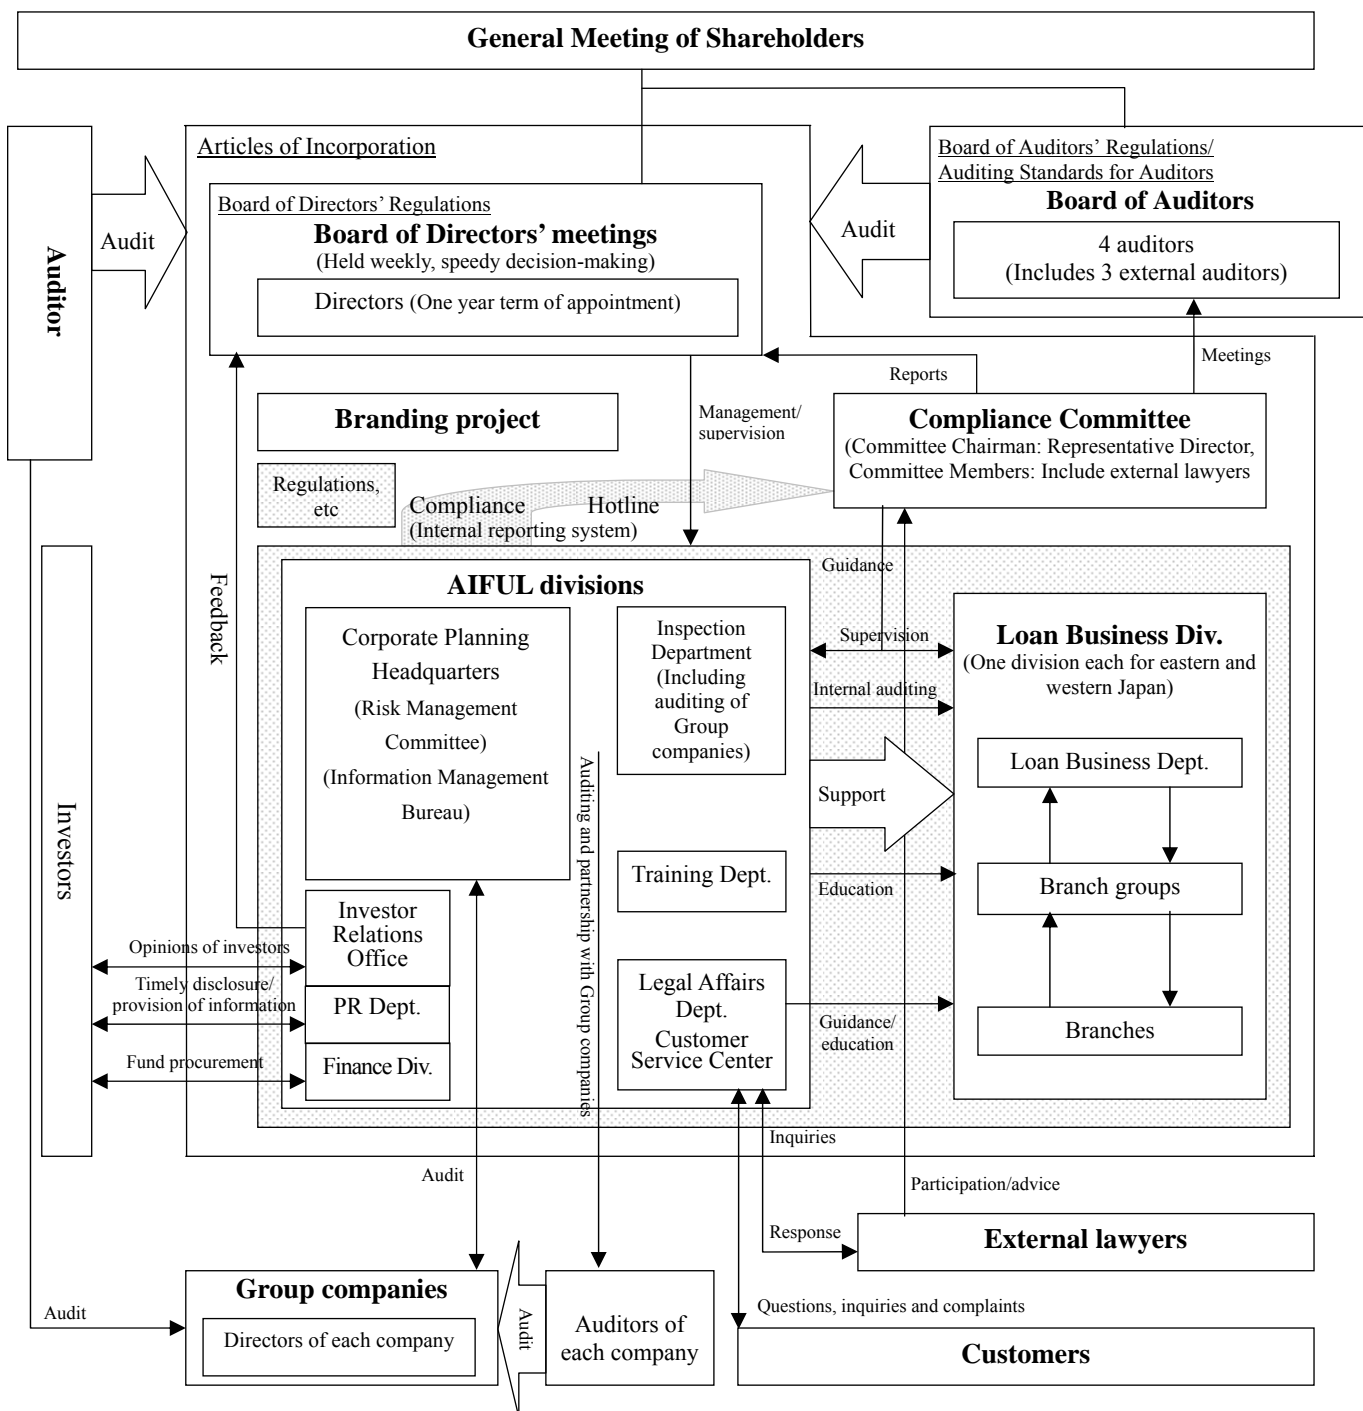 General Meeting of Shareholders
Auditor
Audit
Articles of Incorporation
Board of Directors' Regulations
Board of Directors' meetings
(Held weekly, speedy decision-making)
Directors (One year term of appointment)
Audit
Board of Auditors' Regulations/
Auditing Standards for Auditors
Board of Auditors
4 auditors
(Includes 3 external auditors)
Meetings
Reports
Branding project
Management/
supervision
Compliance Committee
(Committee Chairman: Representative Director,
Committee Members: Include external lawyers
Regulations,
etc
Compliance Hotline
(Internal reporting system)
Feedback
Investors
AIFUL divisions
Corporate Planning
Headquarters
(Risk Management
Committee)
(Information Management
Bureau)
Inspection
Department
(Including
auditing of
Group
companies)
Auditing and partnership with Group companies
Guidance
Supervision
Internal auditing
Support
Education
Guidance/
education
Loan Business Div.
(One division each for eastern and
western Japan)
Loan Business Dept.
Branch groups
Branches
Training Dept.
Legal Affairs
Dept.
Customer
Service Center
Investor
Relations
Office
PR Dept.
Finance Div.
Opinions of investors
Timely disclosure/
provision of information
Fund procurement
Inquiries
Audit
Participation/advice
Response
External lawyers
Group companies
Directors of each company
Audit
Audit
Auditors of
each company
Questions, inquiries and complaints
Customers